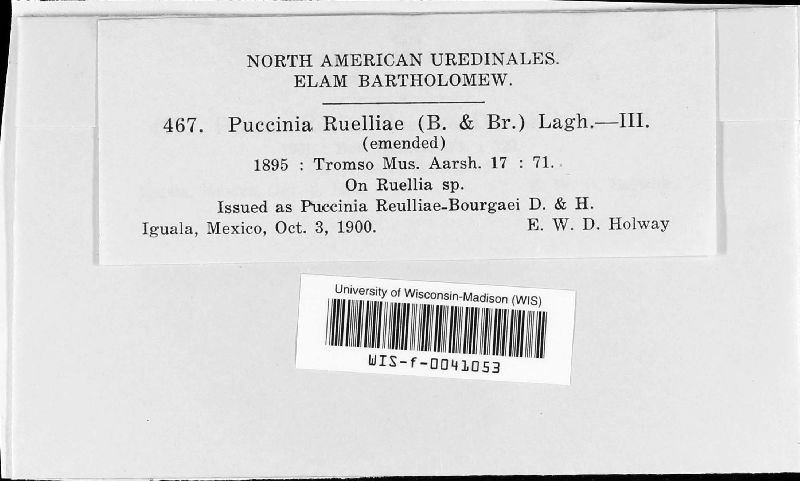 NORTH AMERICAN UREDINALES.
ELAM BARTHOLOMEW.
467. Puccinia Ruelliae (B. & Br.) Lagh.—III.
(emended)
1895 : Tromso Mus. Aarsh. 17 : 71.
On Ruellia sp.
Issued as Puccinia Reulliae-Bourgaei D. & H.
Iguala, Mexico, Oct. 3, 1900. E. W. D. Holway
University of Wisconsin-Madison (WIS)
WIS-f-0041053